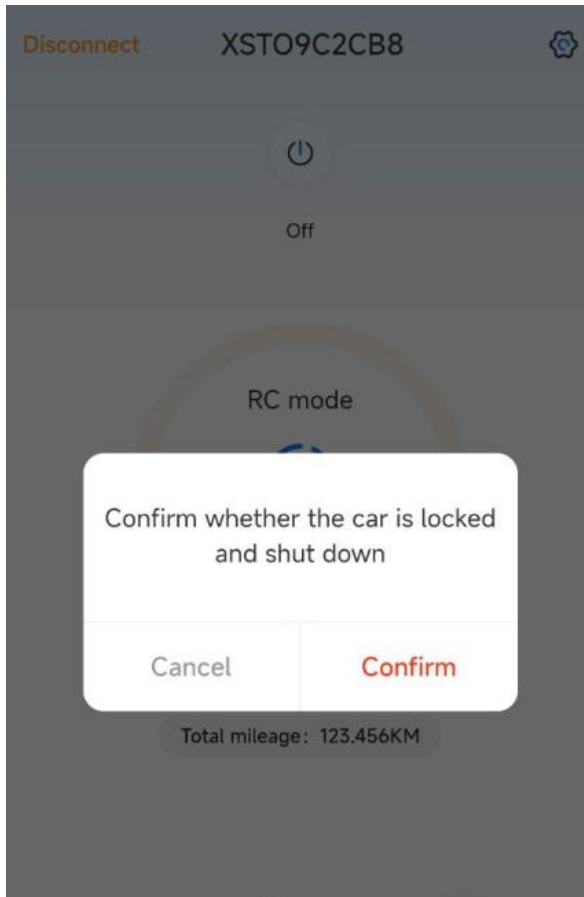 Disconnect XSTO9C2CB8
Off
RC mode
Confirm whether the car is locked
and shut down
Cancel Confirm
Total mileage: 123.456KM